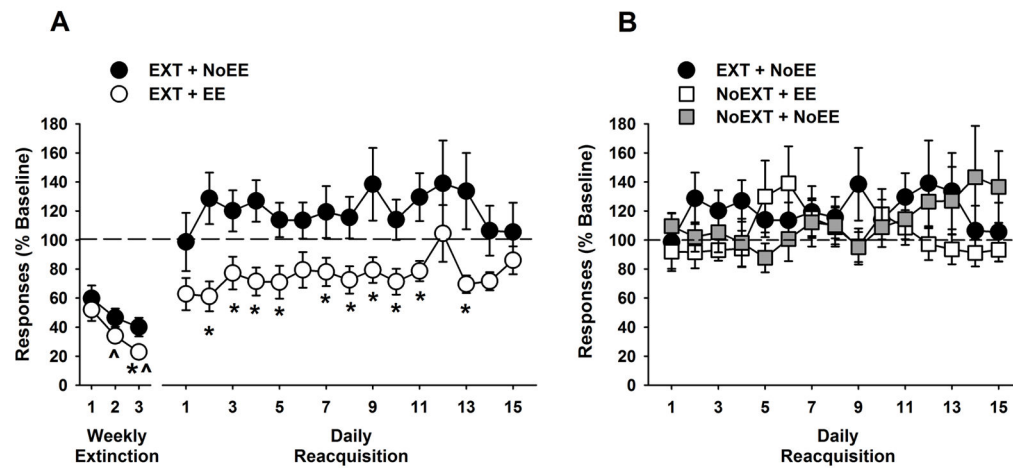 A
EXT + NoEE
EXT + EE
Responses (% Baseline)
180
160
140
120
100
80
60
40
20
0
* * * * * * * * * *
^ *^
1 2 3
1 3 5 7 9 11 13 15
Weekly
Extinction
Daily
Reacquisition
B
EXT + NoEE
NoEXT + EE
NoEXT + NoEE
Responses (% Baseline)
180
160
140
120
100
80
60
40
20
0
1 3 5 7 9 11 13 15
Daily
Reacquisition